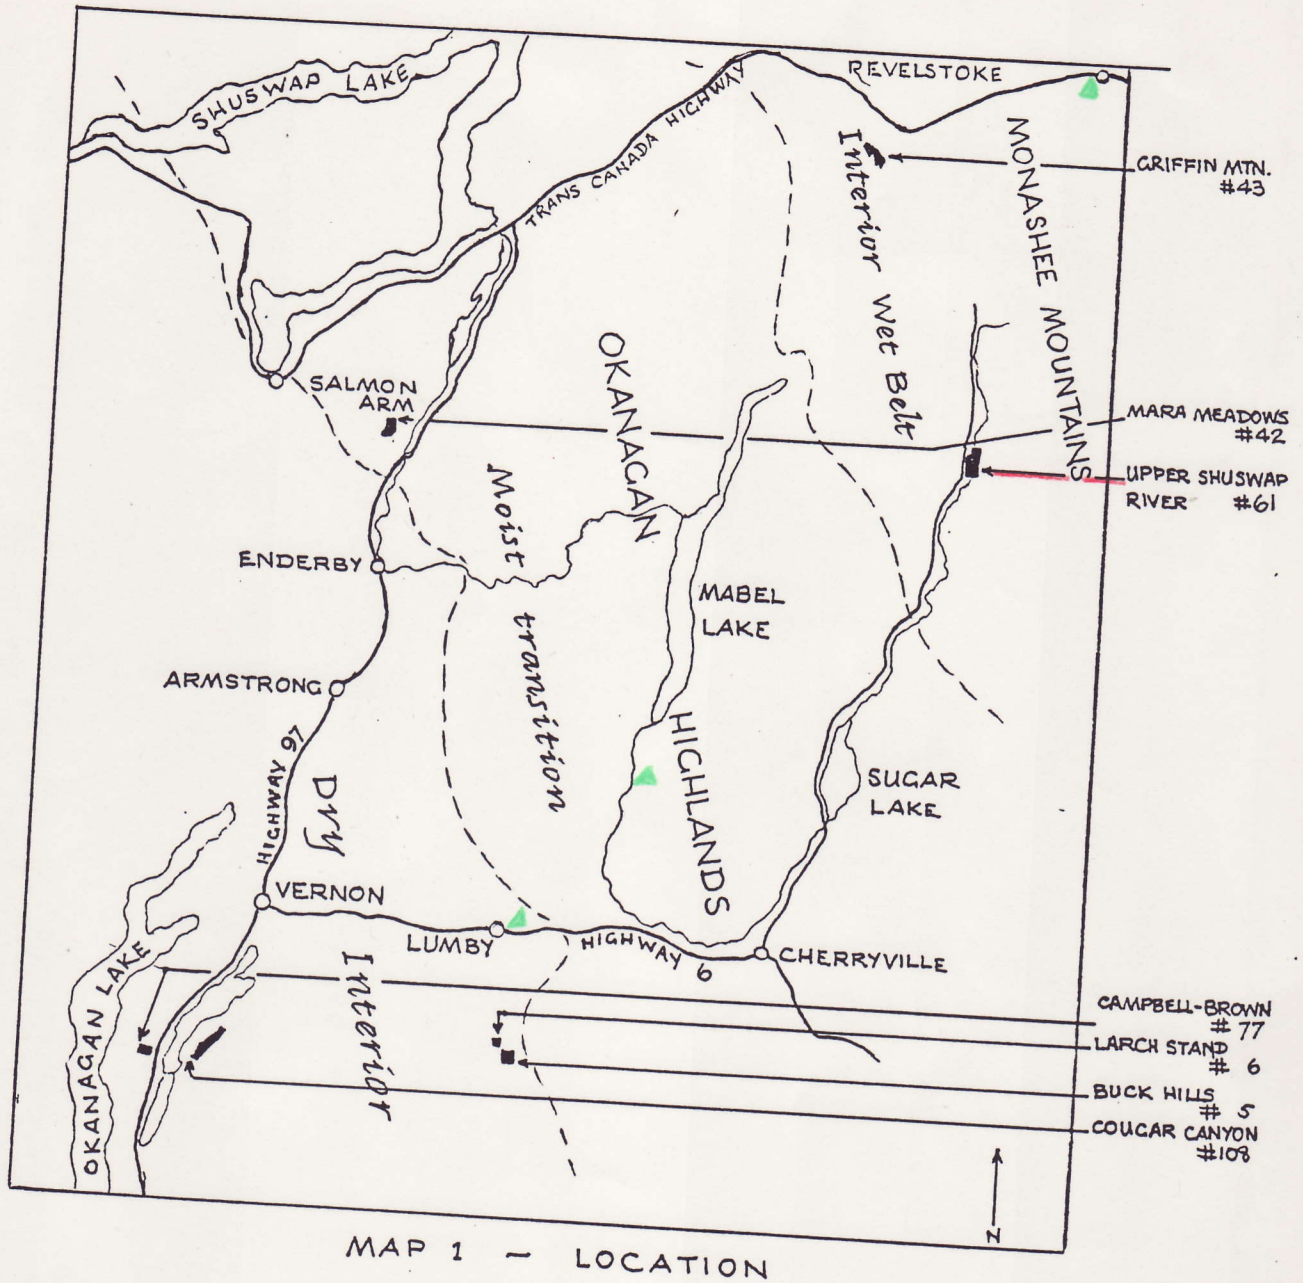 REVELSTOKE
SHUSWAP LAKE
TRANS CANADA HIGHWAY
MONASHEE MOUNTAINS
Interior Wet Belt
GRIFFIN MTN.
#43
OKANAGAN
HIGHLANDS
SALMON
ARM
MARA MEADOWS
#42
UPPER SHUSWAP
RIVER #61
Moist
transition
ENDERBY
MABEL
LAKE
ARMSTRONG
HIGHWAY 97
Dry
Interior
SUGAR
LAKE
VERNON
LUMBY
HIGHWAY 6
CHERRYVILLE
OKANAGAN LAKE
CAMPBELL-BROWN
# 77
LARCH STAND
# 6
BUCK HILLS
# 5
COUGAR CANYON
#108
N
MAP 1 - LOCATION